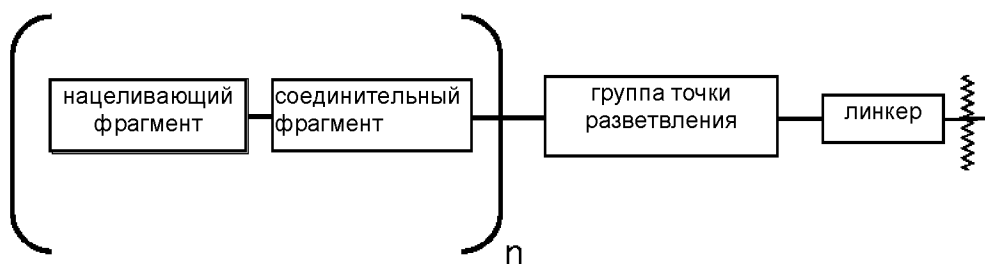 нацеливающий
фрагмент
соединительный
фрагмент
группа точки
разветвления
линкер
n